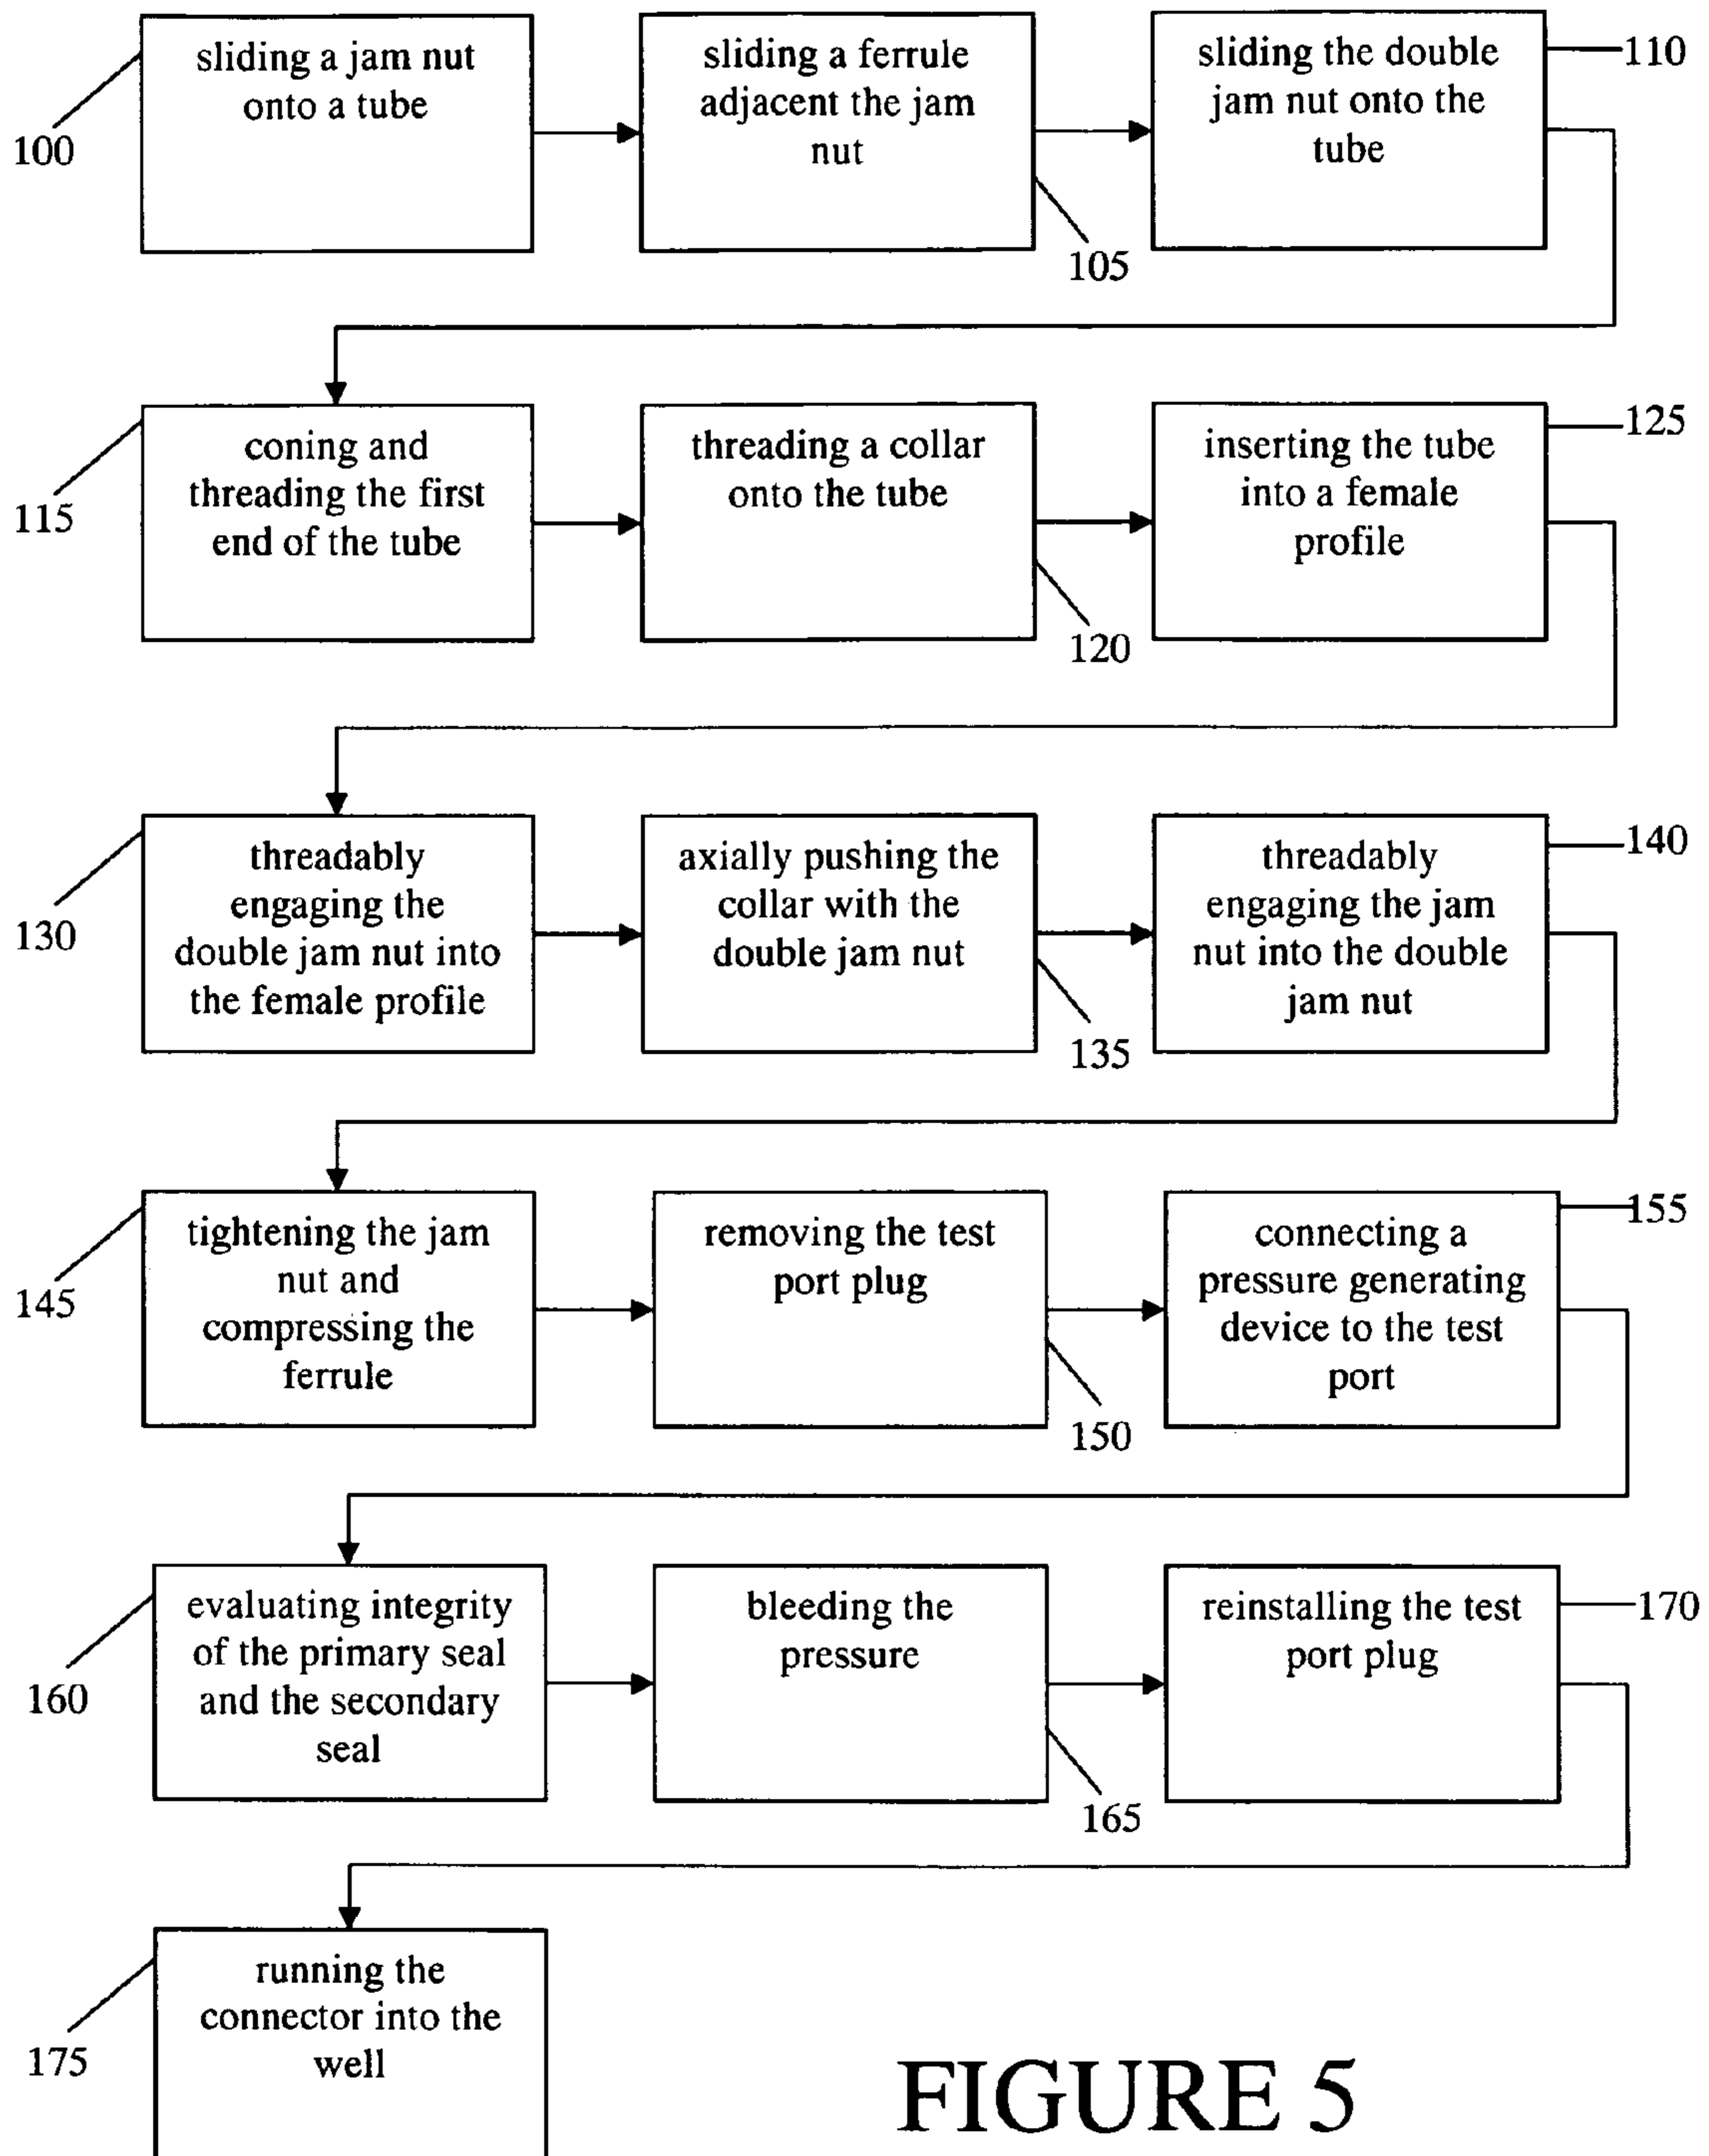 sliding a jam nut
onto a tube
100
sliding a ferrule
adjacent the jam
nut
105
sliding the double
jam nut onto the
tube
110
coning and
threading the first
end of the tube
115
threading a collar
onto the tube
120
inserting the tube
into a female
profile
125
threadably
engaging the
double jam nut into
the female profile
130
axially pushing the
collar with the
double jam nut
135
threadably
engaging the jam
nut into the double
jam nut
140
tightening the jam
nut and
compressing the
ferrule
145
removing the test
port plug
150
connecting a
pressure generating
device to the test
port
155
evaluating integrity
of the primary seal
and the secondary
seal
160
bleeding the
pressure
165
reinstalling the test
port plug
170
running the
connector into the
well
175
FIGURE 5